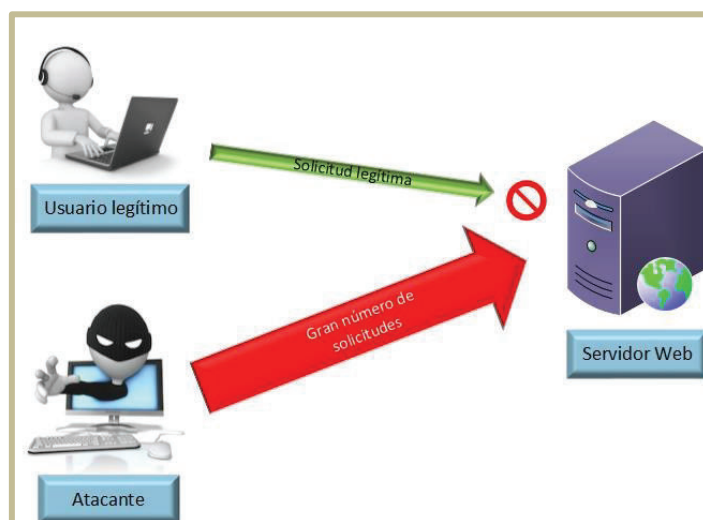 Solicitud legítima
Usuario legítimo
Gran número de
solicitudes
Servidor Web
Atacante